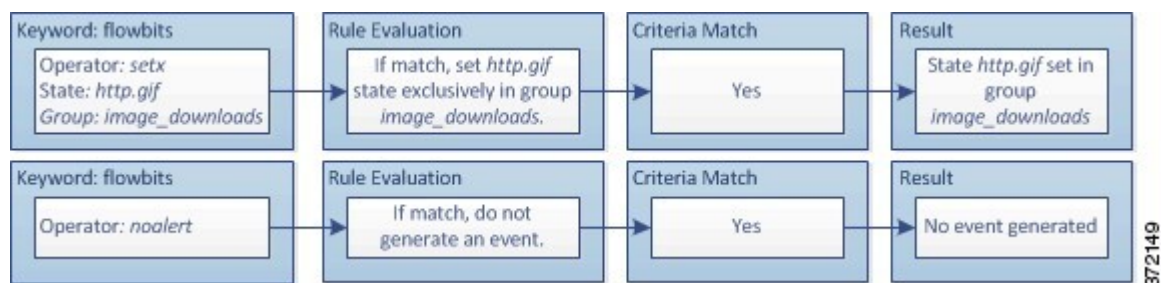 Keyword: flowbits
Operator: setx
State: http.gif
Group: image_downloads
Rule Evaluation
If match, set http.gif
state exclusively in group
image_downloads.
Criteria Match
Yes
Result
State http.gif set in
group
image_downloads
Keyword: flowbits
Operator: noalert
Rule Evaluation
If match, do not
generate an event.
Criteria Match
Yes
Result
No event generated
372149